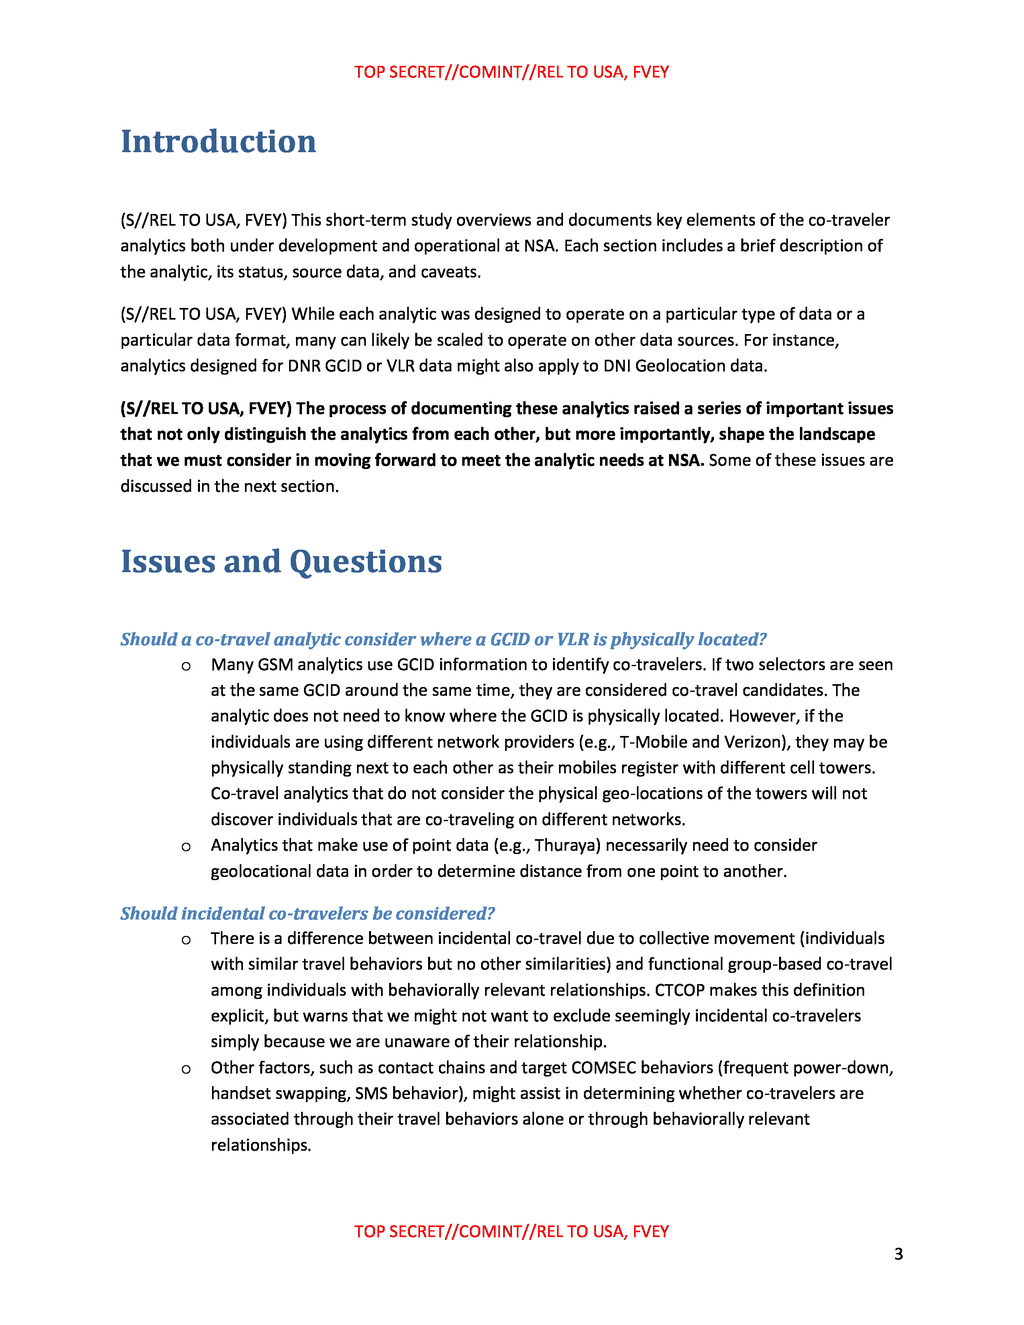 TOP SECRET//COMINT//REL TO USA, FVEY
Introduction
(S//REL TO USA, FVEY) This short-term study overviews and documents key elements of the co-traveler
analytics both under development and operational at NSA. Each section includes a brief description of
the analytic, its status, source data, and caveats.
(S//REL TO USA, FVEY) While each analytic was designed to operate on a particular type of data or a
particular data format, many can likely be scaled to operate on other data sources. For instance,
analytics designed for DNR GCID or VLR data might also apply to DNI Geolocation data.
(S//REL TO USA, FVEY) The process of documenting these analytics raised a series of important issues
that not only distinguish the analytics from each other, but more importantly, shape the landscape
that we must consider in moving forward to meet the analytic needs at NSA. Some of these issues are
discussed in the next section.
Issues and Questions
Should a co-travel analytic consider where a GCID or VLR is physically located?
o Many GSM analytics use GCID information to identify co-travelers. If two selectors are seen
at the same GCID around the same time, they are considered co-travel candidates. The
analytic does not need to know where the GCID is physically located. However, if the
individuals are using different network providers (e.g., T-Mobile and Verizon), they may be
physically standing next to each other as their mobiles register with different cell towers.
Co-travel analytics that do not consider the physical geo-locations of the towers will not
discover individuals that are co-traveling on different networks.
o Analytics that make use of point data (e.g., Thuraya) necessarily need to consider
geolocational data in order to determine distance from one point to another.
Should incidental co-travelers be considered?
o There is a difference between incidental co-travel due to collective movement (individuals
with similar travel behaviors but no other similarities) and functional group-based co-travel
among individuals with behaviorally relevant relationships. CTCOP makes this definition
explicit, but warns that we might not want to exclude seemingly incidental co-travelers
simply because we are unaware of their relationship.
o Other factors, such as contact chains and target COMSEC behaviors (frequent power-down,
handset swapping, SMS behavior), might assist in determining whether co-travelers are
associated through their travel behaviors alone or through behaviorally relevant
relationships.
TOP SECRET//COMINT//REL TO USA, FVEY
3